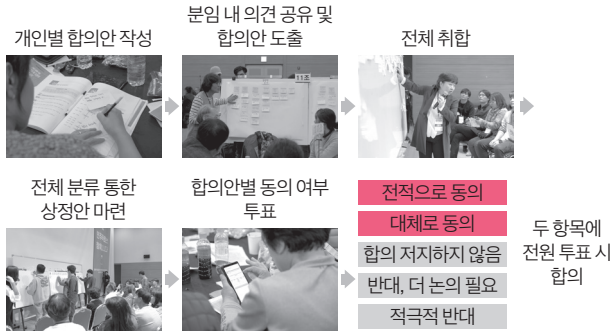 개인별 합의안 작성
분임 내 의견 공유 및
합의안 도출
전체 취합
11조
전체 분류 통한
상정안 마련
합의안별 동의 여부
투표
전적으로 동의
대체로 동의
합의 저지하지 않음
반대, 더 논의 필요
적극적 반대
두 항목에
전원 투표 시
합의